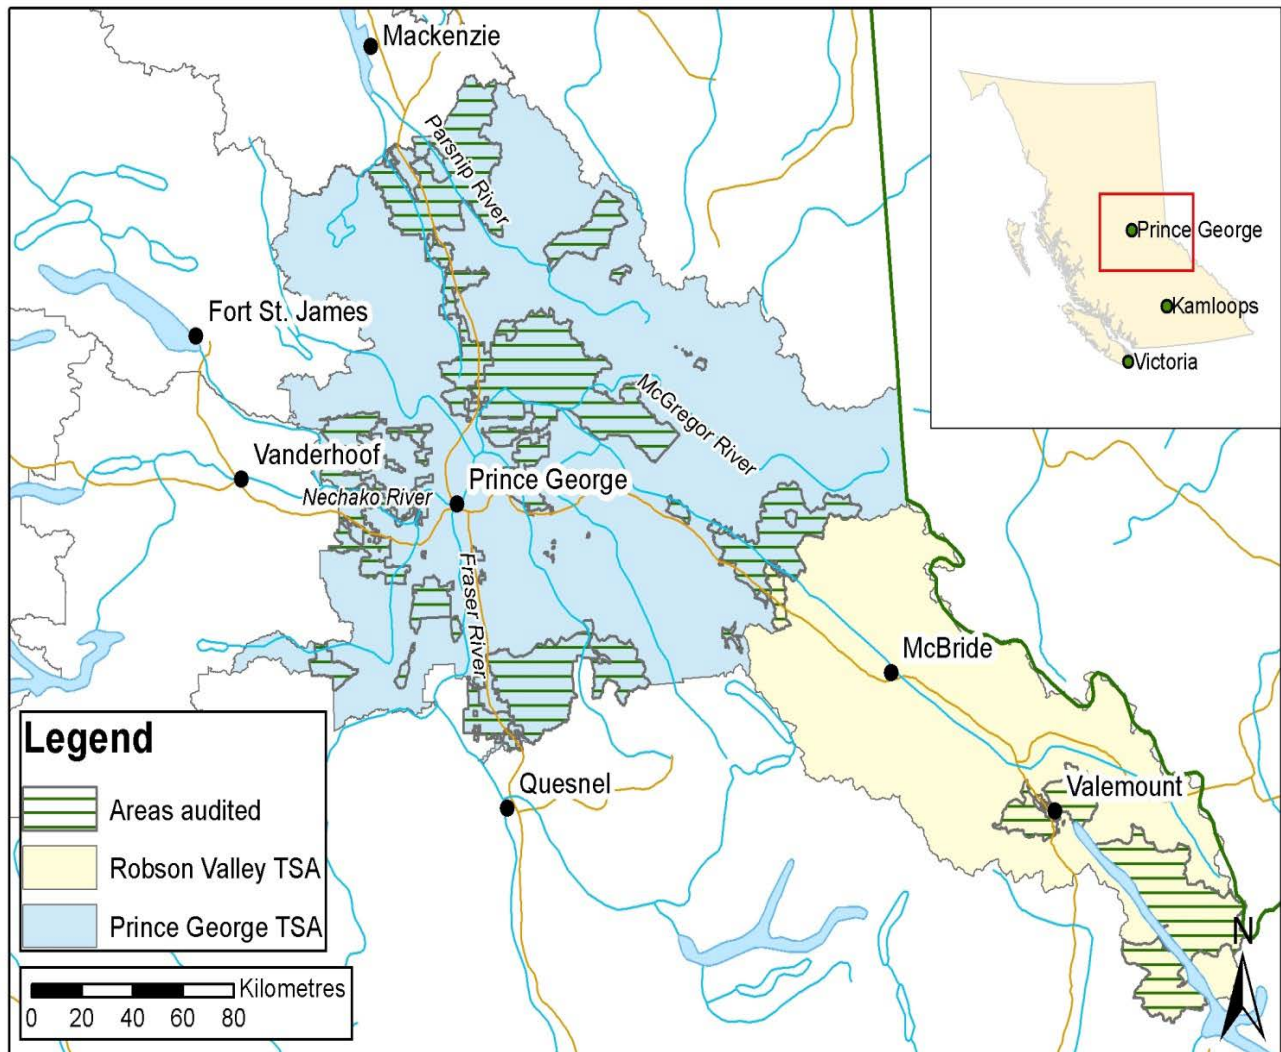 Mackenzie
Parsnip River
Prince George
Kamloops
Victoria
Fort St. James
McGregor River
Vanderhoof
Prince George
Nechako River
Fraser River
McBride
Quesnel
Valemount
Legend
Areas audited
Robson Valley TSA
Prince George TSA
Kilometres
0 20 40 60 80
N